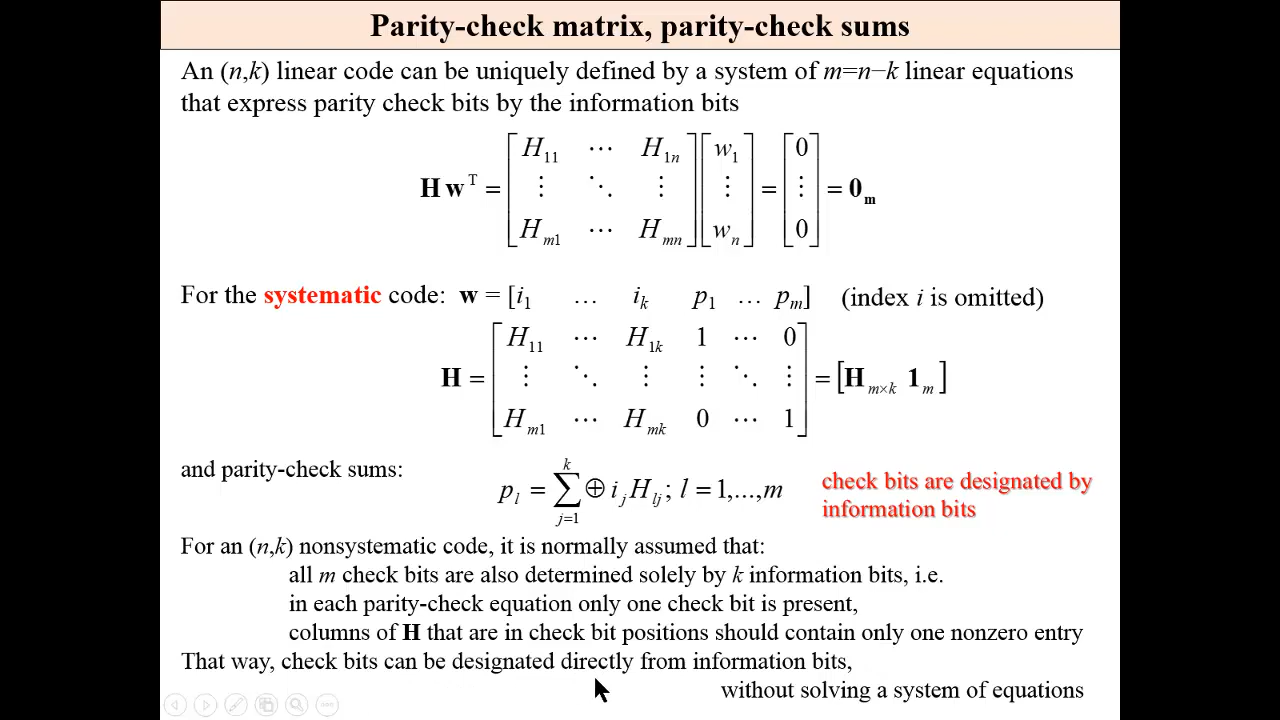 Parity-check matrix, parity-check sums
An (n,k) linear code can be uniquely defined by a system of m=n−k linear equations
that express parity check bits by the information bits
H w^T = [H_11 ⋯ H_1n; ⋮ ⋱ ⋮; H_m1 ⋯ H_mn] [w_1; ⋮; w_n] = [0; ⋮; 0] = 0_m
For the systematic code: w = [i_1 … i_k p_1 … p_m] (index i is omitted)
H = [H_11 ⋯ H_1k 1 ⋯ 0; ⋮ ⋱ ⋮ ⋮ ⋱ ⋮; H_m1 ⋯ H_mk 0 ⋯ 1] = [H_m×k 1_m]
and parity-check sums:
p_l = ∑_{j=1}^{k} ⊕ i_j H_lj ; l = 1,...,m
check bits are designated by
information bits
For an (n,k) nonsystematic code, it is normally assumed that:
all m check bits are also determined solely by k information bits, i.e.
in each parity-check equation only one check bit is present,
columns of H that are in check bit positions should contain only one nonzero entry
That way, check bits can be designated directly from information bits,
without solving a system of equations